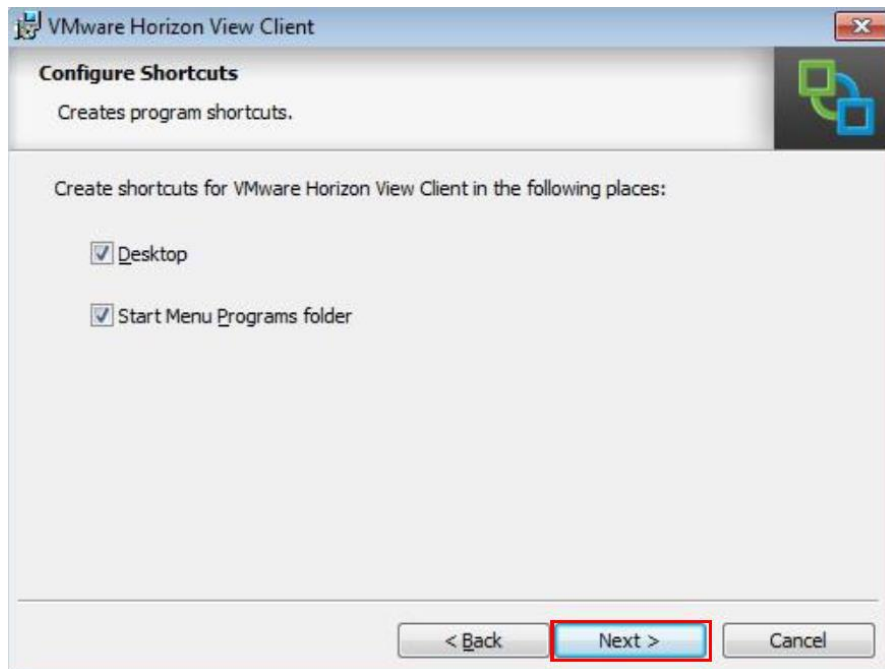 VMware Horizon View Client
Configure Shortcuts
Creates program shortcuts.
Create shortcuts for VMware Horizon View Client in the following places:
Desktop
Start Menu Programs folder
< Back Next > Cancel